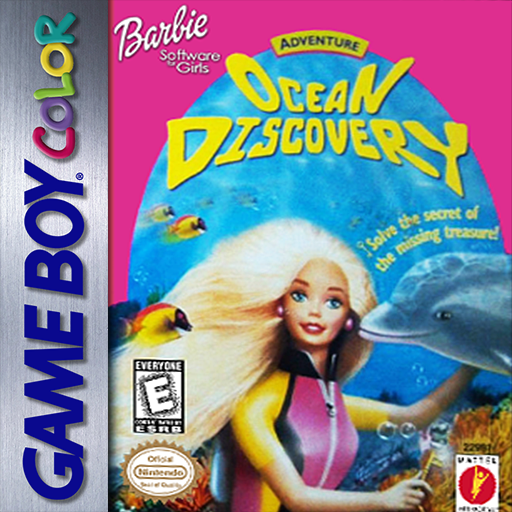 GAME BOY COLOR
Barbie
Software
for
Girls
ADVENTURE
OCEAN
DISCOVERY
Solve the secret of
the missing treasure!
EVERYONE
E
CONTENT RATED BY
ESRB
Official
Nintendo
Seal of Quality
MATTEL